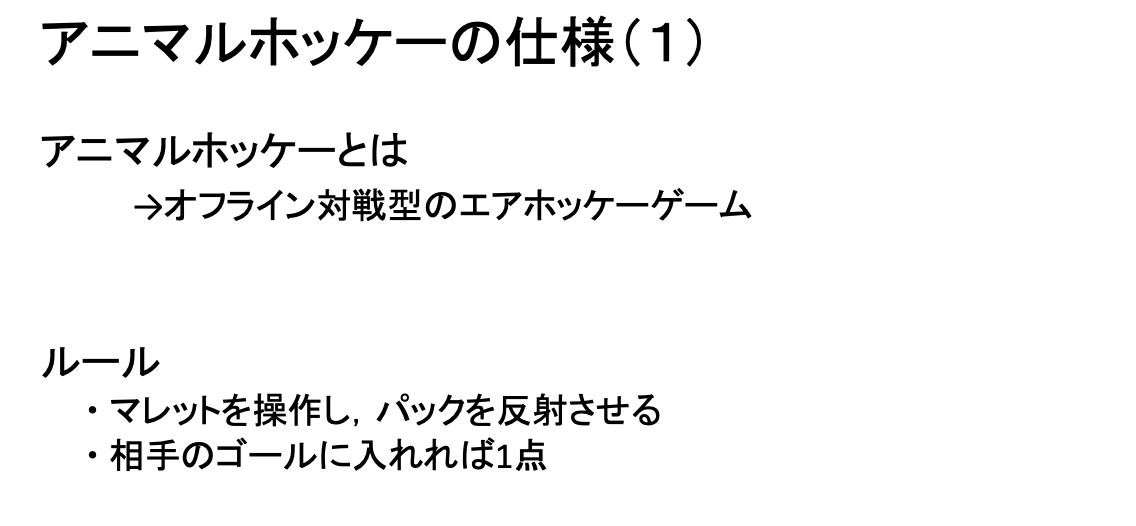 アニマルホッケーの仕様(1)
アニマルホッケーとは
→オフライン対戦型のエアホッケーゲーム
ルール
・マレットを操作し，パックを反射させる
・相手のゴールに入れれば1点